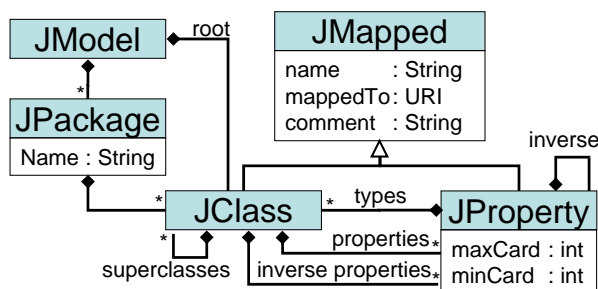 JModel
root
JMapped
name : String
mappedTo: URI
comment : String
*
JPackage
Name : String
inverse
*
JClass
*
types
JProperty
maxCard : int
minCard : int
*
superclasses
properties*
inverse properties*